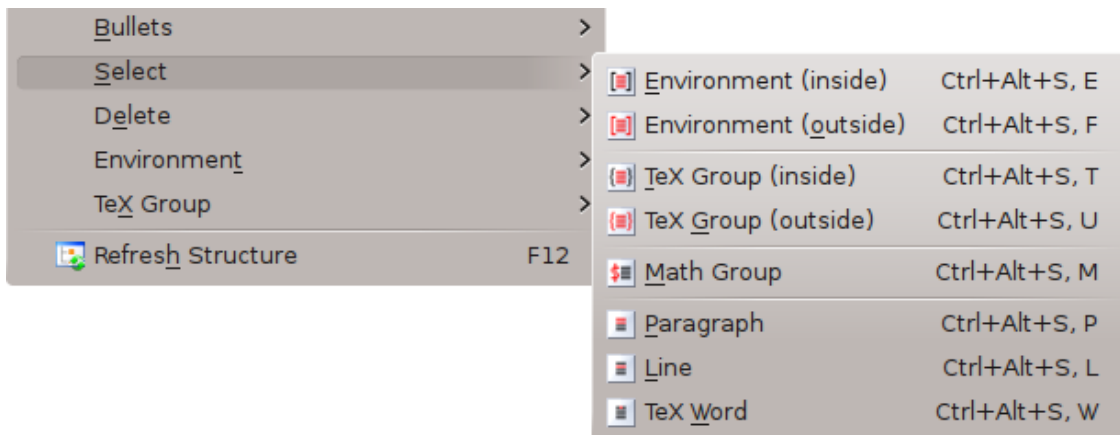 Bullets
Select
Delete
Environment
TeX Group
Refresh Structure F12
Environment (inside) Ctrl+Alt+S, E
Environment (outside) Ctrl+Alt+S, F
TeX Group (inside) Ctrl+Alt+S, T
TeX Group (outside) Ctrl+Alt+S, U
Math Group Ctrl+Alt+S, M
Paragraph Ctrl+Alt+S, P
Line Ctrl+Alt+S, L
TeX Word Ctrl+Alt+S, W